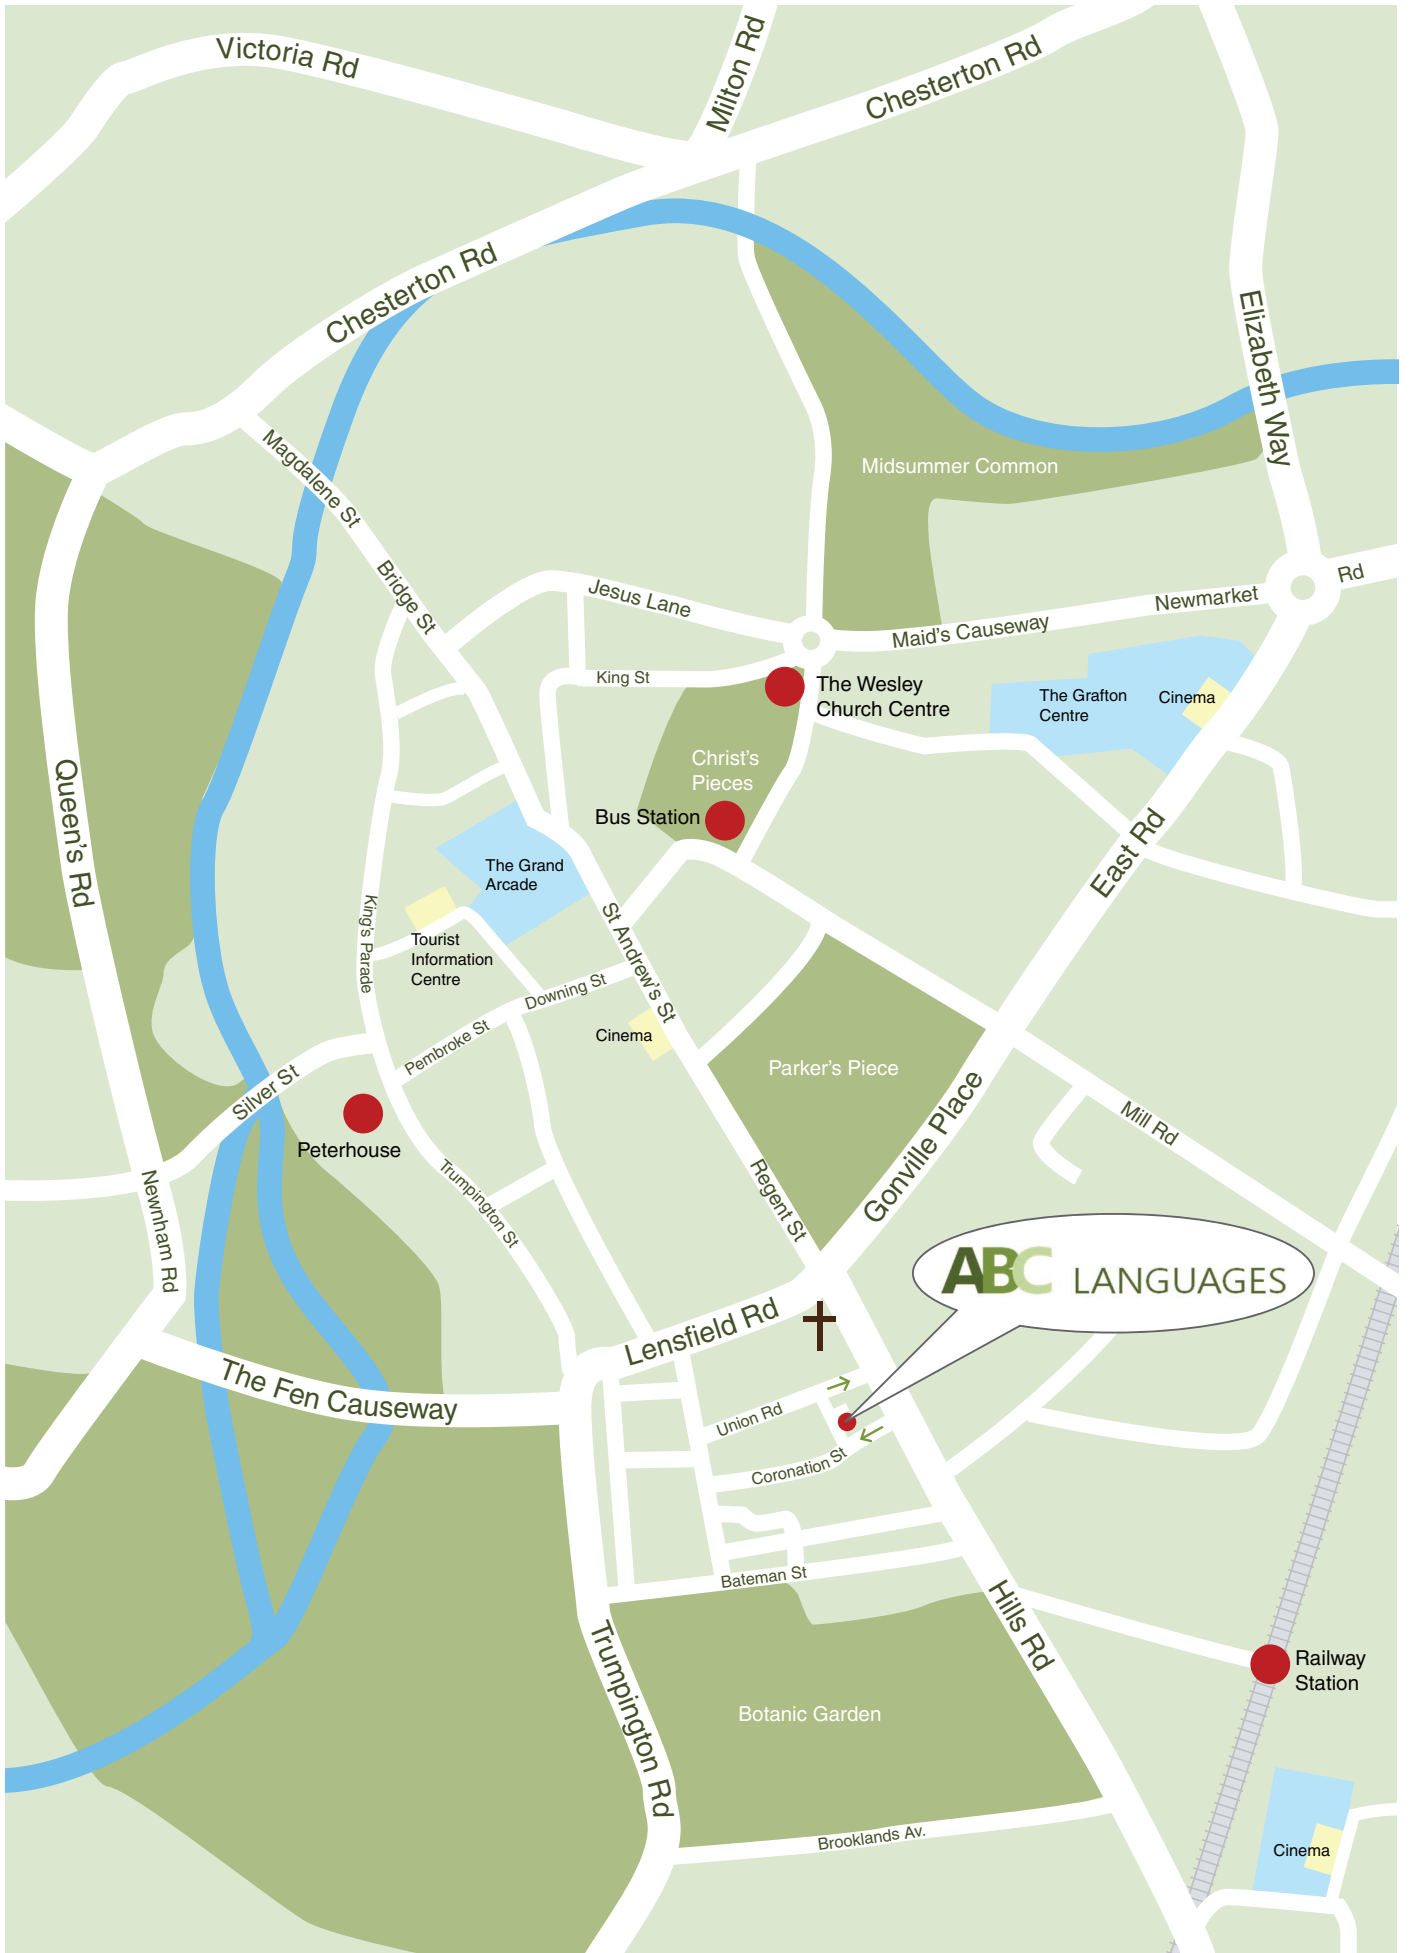 Victoria Rd
Milton Rd
Chesterton Rd
Chesterton Rd
Elizabeth Way
Magdalene St
Midsummer Common
Bridge St
Jesus Lane
Rd
Newmarket
Maid's Causeway
King St
The Wesley
Church Centre
The Grafton
Centre
Cinema
Christ's
Pieces
Bus Station
Queen's Rd
East Rd
The Grand
Arcade
King's Parade
St Andrew's St
Tourist
Information
Centre
Downing St
Pembroke St
Cinema
Parker's Piece
Silver St
Gonville Place
Mill Rd
Peterhouse
Trumpington St
Regent St
Newnham Rd
ABC LANGUAGES
Lensfield Rd
The Fen Causeway
Union Rd
Coronation St
Bateman St
Hills Rd
Trumpington Rd
Railway
Station
Botanic Garden
Brooklands Av.
Cinema